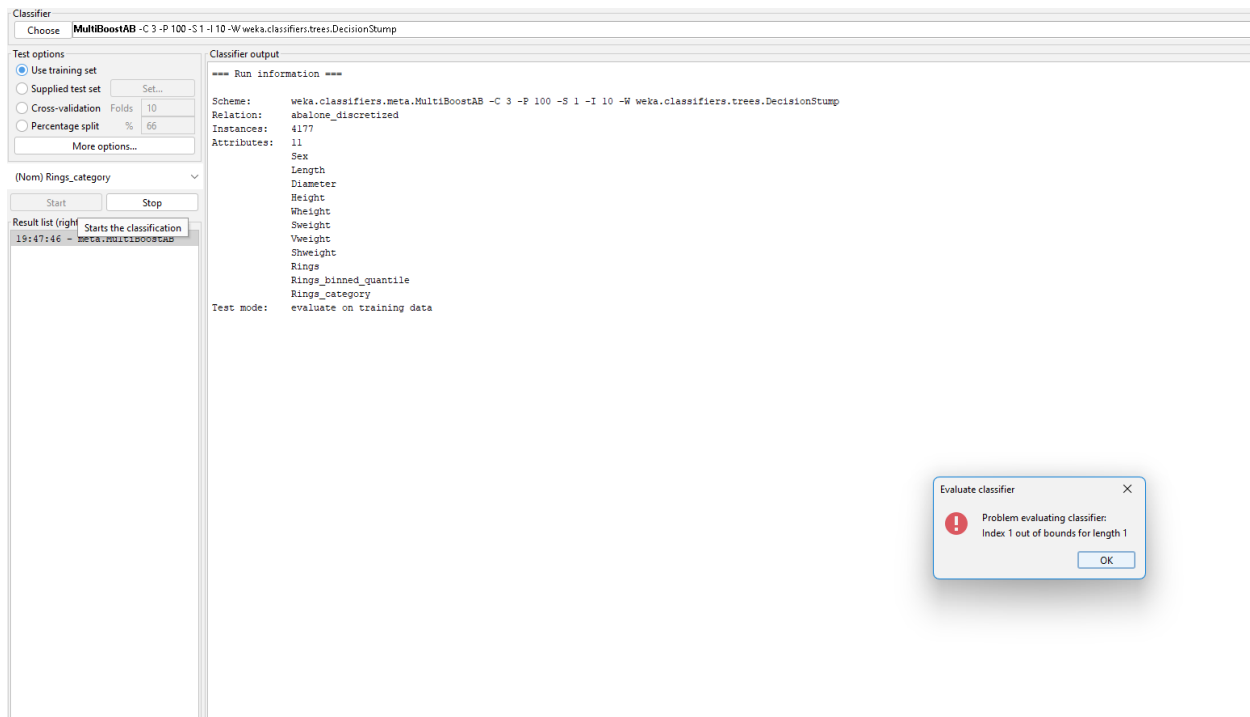 Classifier
Choose MultiBoostAB -C 3 -P 100 -S 1 -I 10 -W weka.classifiers.trees.DecisionStump
Test options
Use training set
Supplied test set Set...
Cross-validation Folds 10
Percentage split % 66
More options...
(Nom) Rings_category
Start Stop
Result list (right
Starts the classification
19:47:46 - meta.MultiBoostAB
Classifier output
=== Run information ===
Scheme: weka.classifiers.meta.MultiBoostAB -C 3 -P 100 -S 1 -I 10 -W weka.classifiers.trees.DecisionStump
Relation: abalone_discretized
Instances: 4177
Attributes: 11
Sex
Length
Diameter
Height
Wheight
Sweight
Vweight
Shweight
Rings
Rings_binned_quantile
Rings_category
Test mode: evaluate on training data
Evaluate classifier
Problem evaluating classifier:
Index 1 out of bounds for length 1
OK